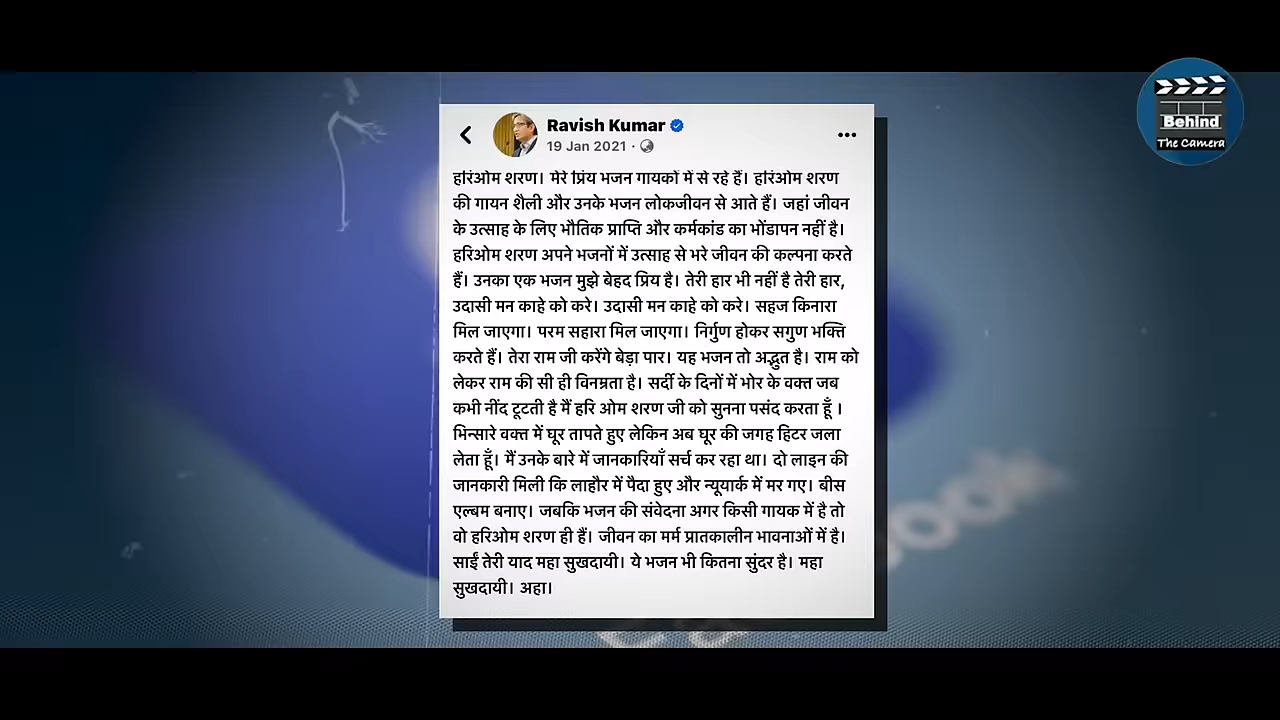 Ravish Kumar
19 Jan 2021 ·
हरिओम शरण। मेरे प्रिय भजन गायकों में से रहे हैं। हरिओम शरण
की गायन शैली और उनके भजन लोकजीवन से आते हैं। जहां जीवन
के उत्साह के लिए भौतिक प्राप्ति और कर्मकांड का भोंडापन नहीं है।
हरिओम शरण अपने भजनों में उत्साह से भरे जीवन की कल्पना करते
हैं। उनका एक भजन मुझे बेहद प्रिय है। तेरी हार भी नहीं है तेरी हार,
उदासी मन काहे को करे। उदासी मन काहे को करे। सहज किनारा
मिल जाएगा। परम सहारा मिल जाएगा। निर्गुण होकर सगुण भक्ति
करते हैं। तेरा राम जी करेंगे बेड़ा पार। यह भजन तो अद्भुत है। राम को
लेकर राम की सी ही विनम्रता है। सर्दी के दिनों में भोर के वक्त जब
कभी नींद टूटती है मैं हरि ओम शरण जी को सुनना पसंद करता हूँ ।
भिन्सारे वक्त में घूर तापते हुए लेकिन अब घूर की जगह हिटर जला
लेता हूँ। मैं उनके बारे में जानकारियाँ सर्च कर रहा था। दो लाइन की
जानकारी मिली कि लाहौर में पैदा हुए और न्यूयार्क में मर गए। बीस
एल्बम बनाए। जबकि भजन की संवेदना अगर किसी गायक में है तो
वो हरिओम शरण ही हैं। जीवन का मर्म प्रातकालीन भावनाओं में है।
साईं तेरी याद महा सुखदायी। ये भजन भी कितना सुंदर है। महा
सुखदायी। अहा।
Behind
The Camera